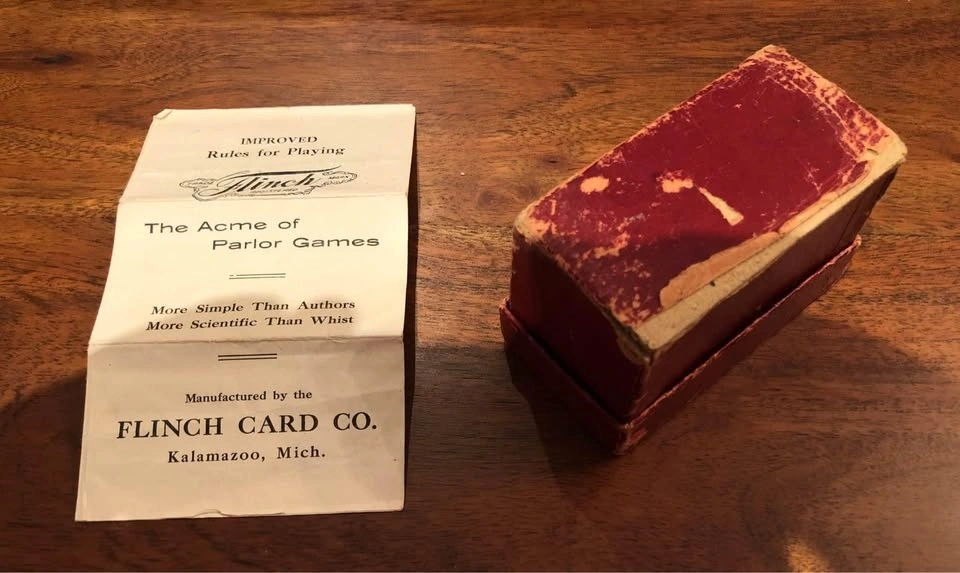 IMPROVED
Rules for Playing
Flinch
The Acme of
Parlor Games
More Simple Than Authors
More Scientific Than Whist
Manufactured by the
FLINCH CARD CO.
Kalamazoo, Mich.